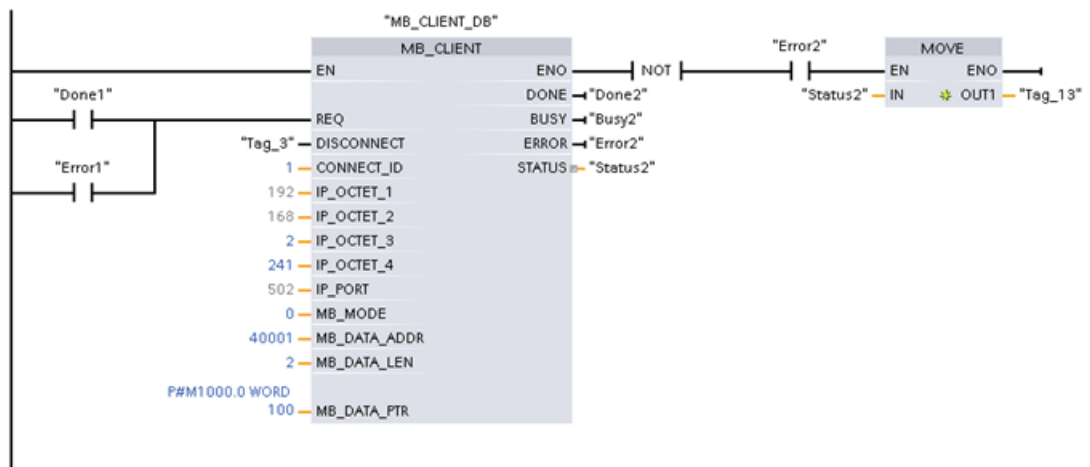 "MB_CLIENT_DB"
MB_CLIENT
"Error2"
MOVE
EN ENO NOT EN ENO
"Done1" DONE "Done2" "Status2" IN OUT1 "Tag_13"
REQ BUSY "Busy2"
"Tag_3" DISCONNECT ERROR "Error2"
"Error1" 1 CONNECT_ID STATUS "Status2"
192 IP_OCTET_1
168 IP_OCTET_2
2 IP_OCTET_3
241 IP_OCTET_4
502 IP_PORT
0 MB_MODE
40001 MB_DATA_ADDR
2 MB_DATA_LEN
P#M1000.0 WORD
100 MB_DATA_PTR